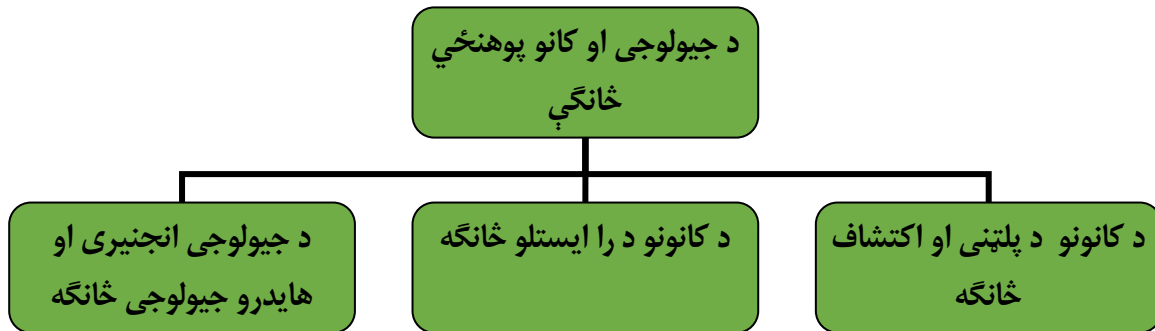 د جیولوجی او کانو پوهنځي
څانګې
د کانونو د پلټنی او اکتشاف
څانګه
د کانونو د را ایستلو څانګه
د جیولوجی انجنیری او
هایدرو جیولوجی څانګه